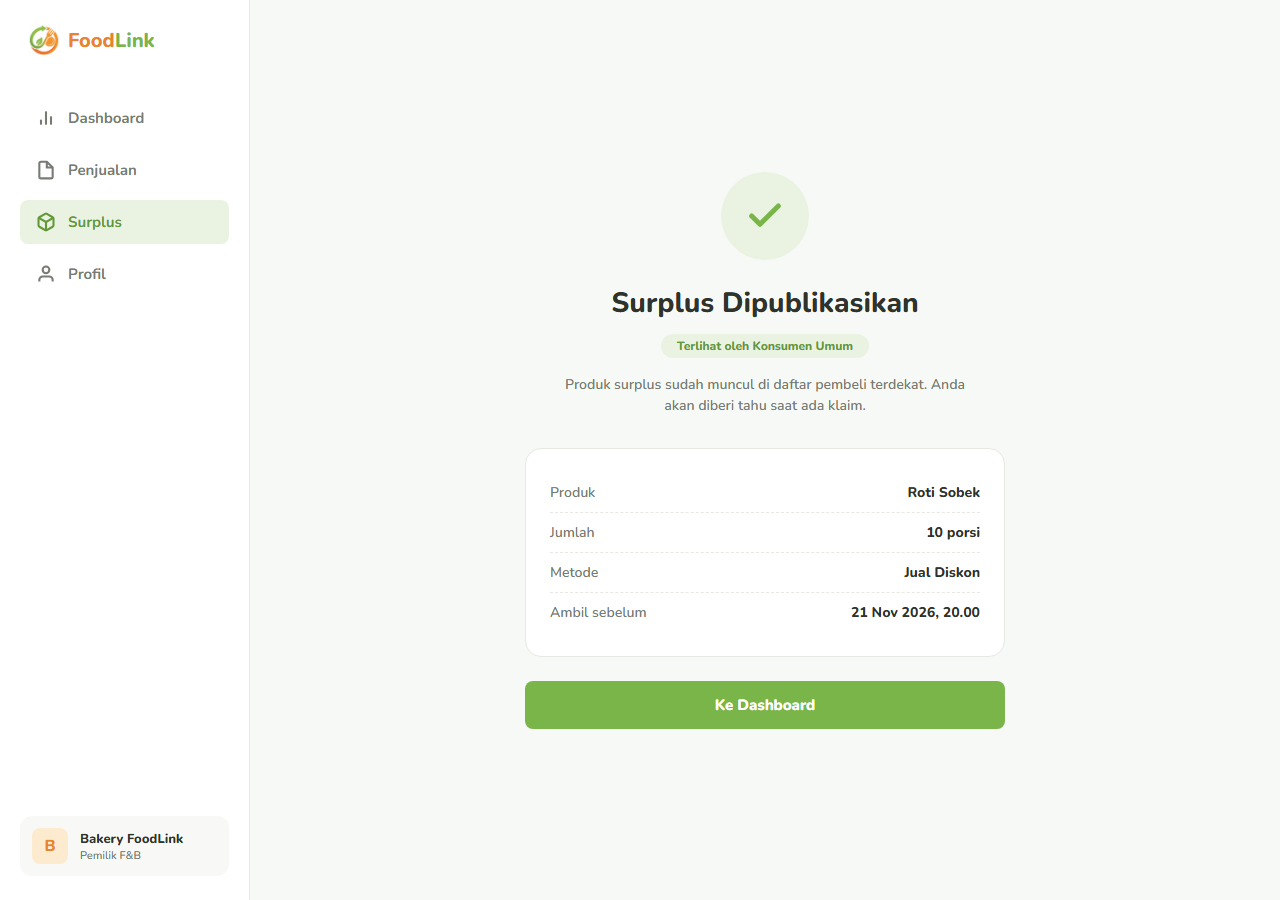 FoodLink
Dashboard
Penjualan
Surplus
Profil
Surplus Dipublikasikan
Terlihat oleh Konsumen Umum
Produk surplus sudah muncul di daftar pembeli terdekat. Anda
akan diberi tahu saat ada klaim.
Produk Roti Sobek
Jumlah 10 porsi
Metode Jual Diskon
Ambil sebelum 21 Nov 2026, 20.00
Ke Dashboard
B
Bakery FoodLink
Pemilik F&B